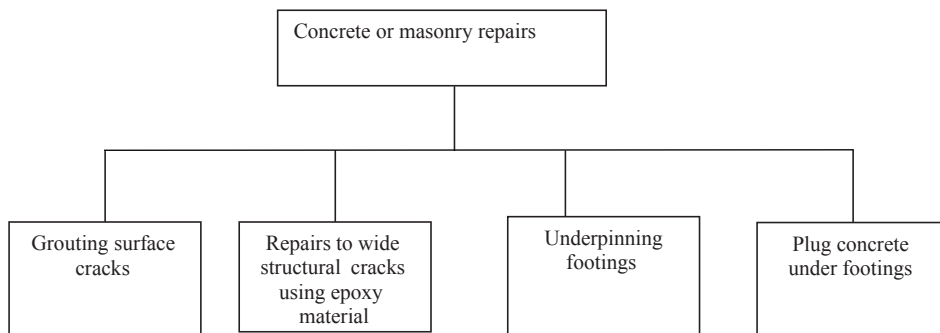 Concrete or masonry repairs
Grouting surface
cracks
Repairs to wide
structural cracks
using epoxy
material
Underpinning
footings
Plug concrete
under footings